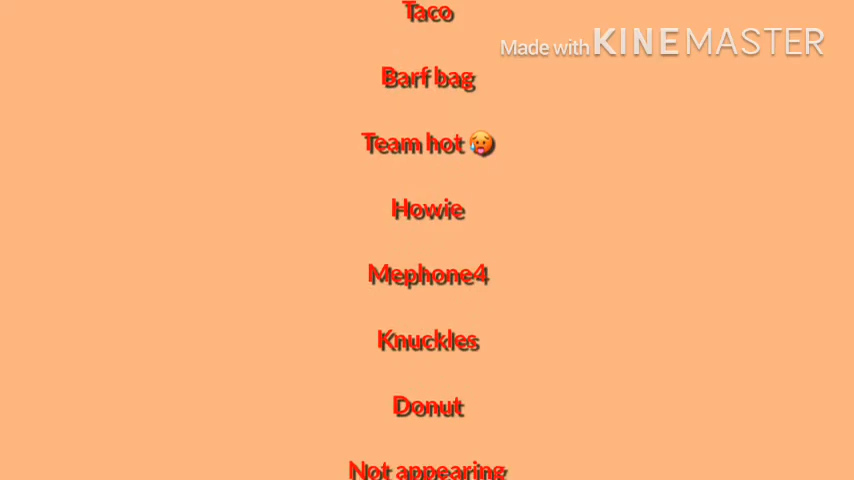 Taco
Made with KINEMASTER
Barf bag
Team hot 🥵
Howie
Mephone4
Knuckles
Donut
Not appearing